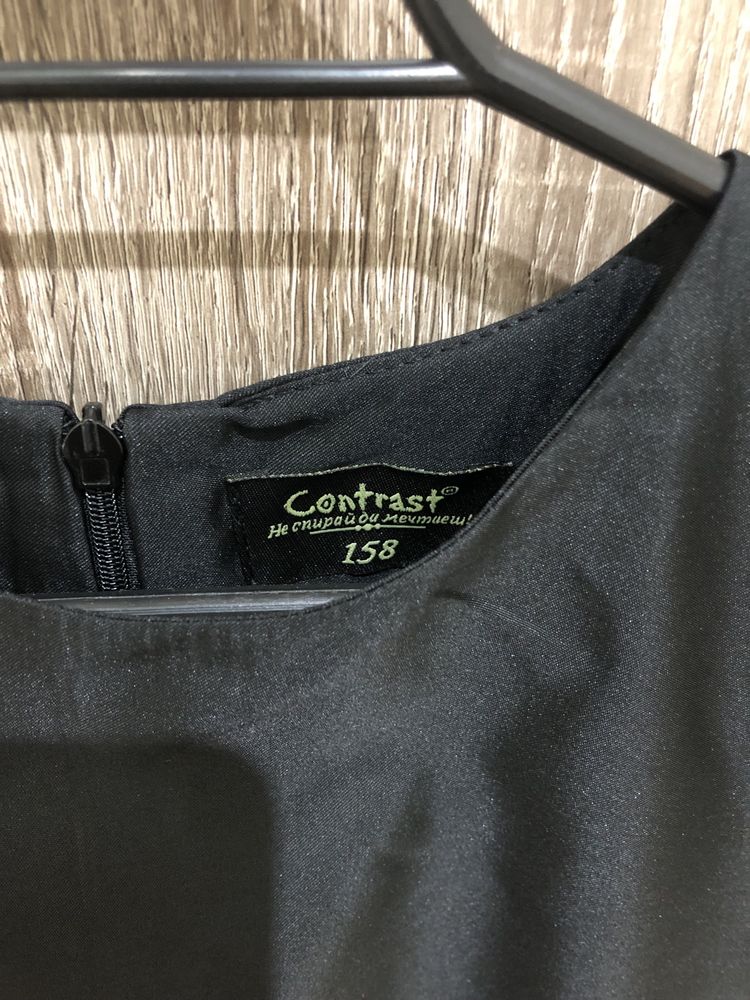 Contrast®
Не спирай да мечтаеш!
158